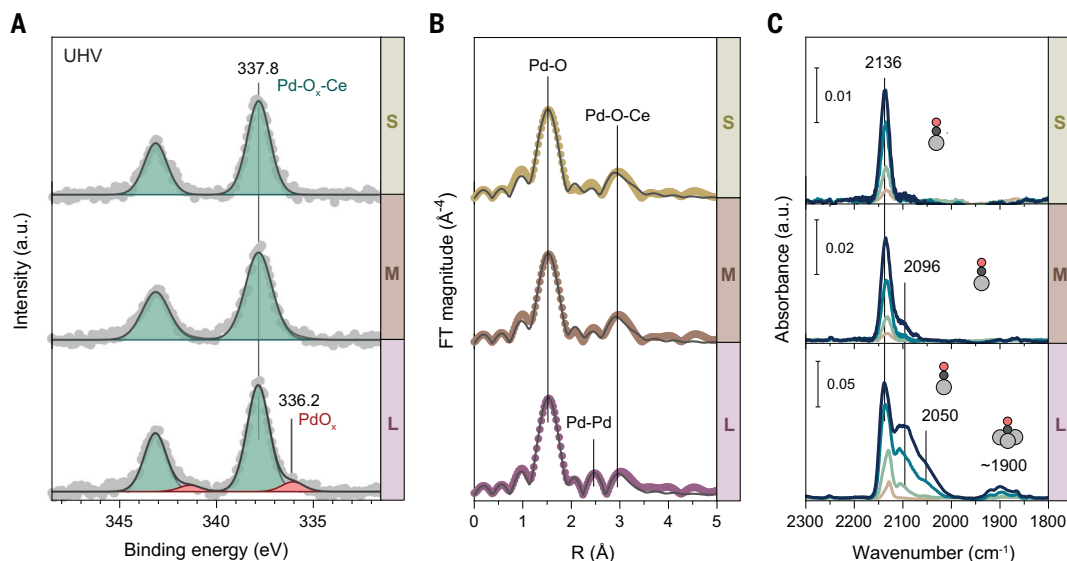 A
UHV
337.8
Pd-Oₓ-Ce
336.2
PdOₓ
S
M
L
Intensity (a.u.)
345
340
335
Binding energy (eV)
B
Pd-O
Pd-O-Ce
Pd-Pd
S
M
L
FT magnitude (Å⁻⁴)
0
1
2
3
4
5
R (Å)
C
2136
0.01
0.02
2096
0.05
2050
~1900
S
M
L
Absorbance (a.u.)
2300
2200
2100
2000
1900
1800
Wavenumber (cm⁻¹)